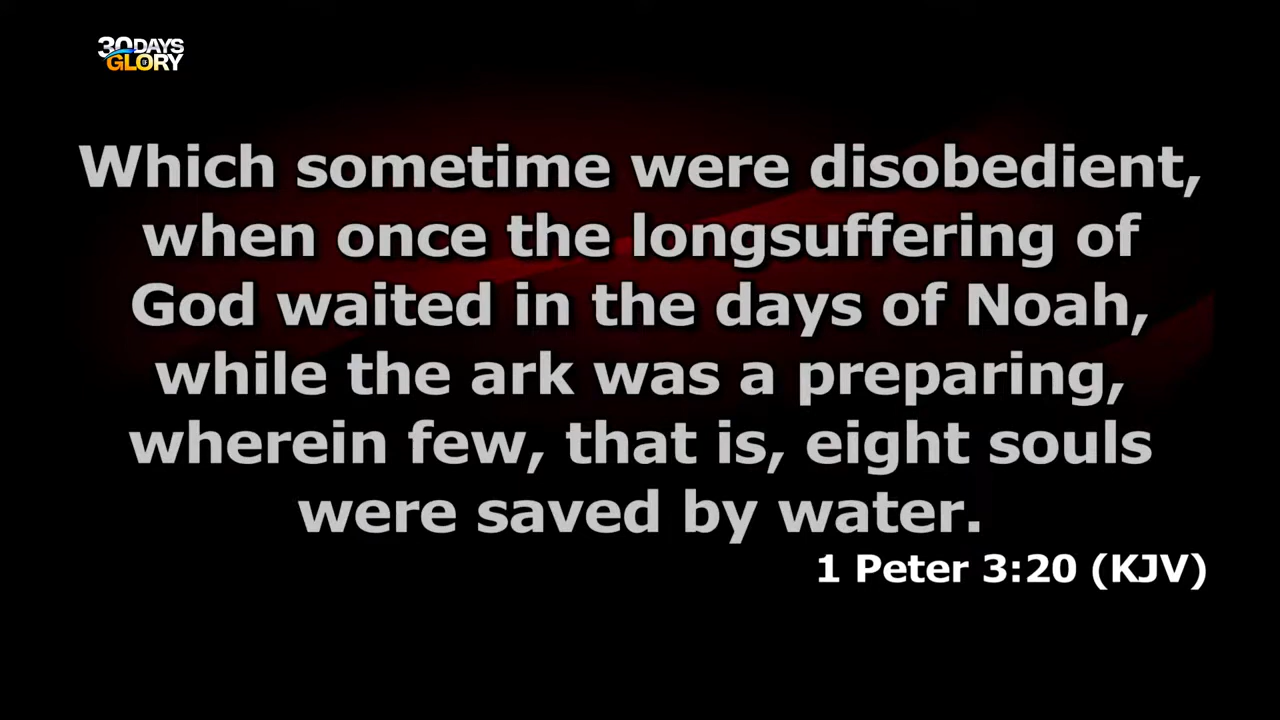 30DAYS
OF
GLORY
Which sometime were disobedient,
when once the longsuffering of
God waited in the days of Noah,
while the ark was a preparing,
wherein few, that is, eight souls
were saved by water.
1 Peter 3:20 (KJV)